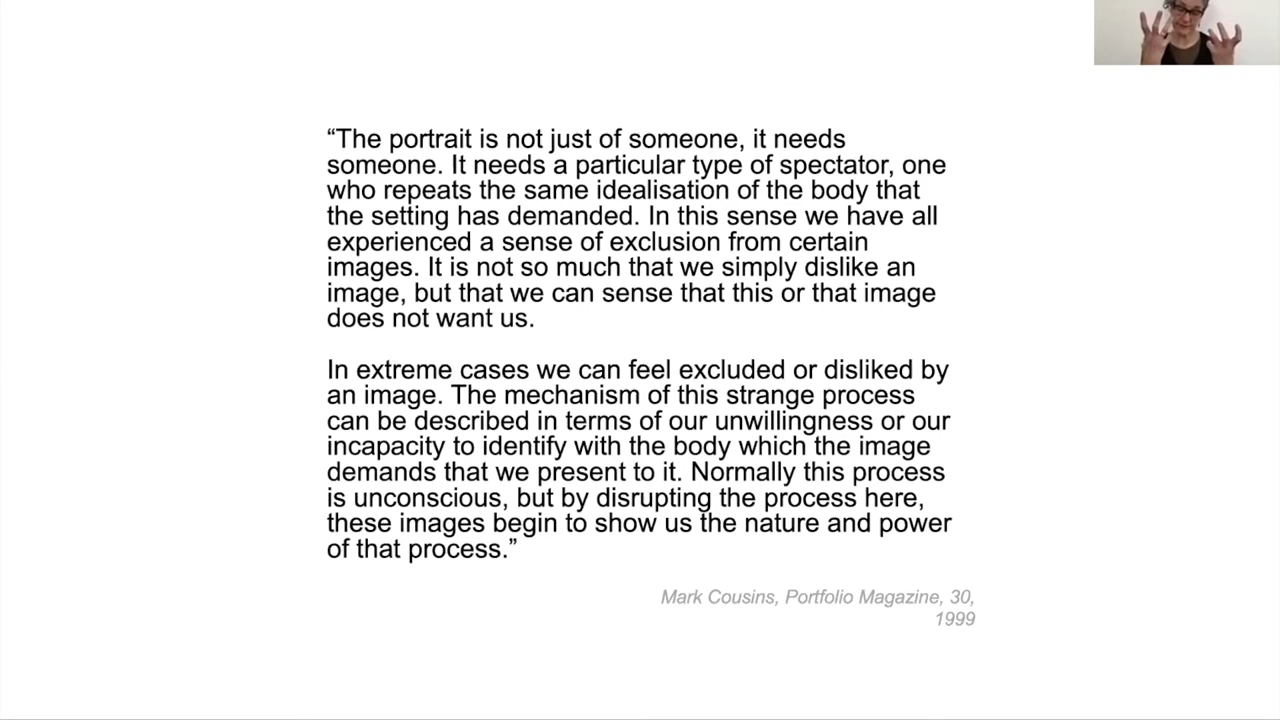 “The portrait is not just of someone, it needs
someone. It needs a particular type of spectator, one
who repeats the same idealisation of the body that
the setting has demanded. In this sense we have all
experienced a sense of exclusion from certain
images. It is not so much that we simply dislike an
image, but that we can sense that this or that image
does not want us.
In extreme cases we can feel excluded or disliked by
an image. The mechanism of this strange process
can be described in terms of our unwillingness or our
incapacity to identify with the body which the image
demands that we present to it. Normally this process
is unconscious, but by disrupting the process here,
these images begin to show us the nature and power
of that process.”
Mark Cousins, Portfolio Magazine, 30,
1999